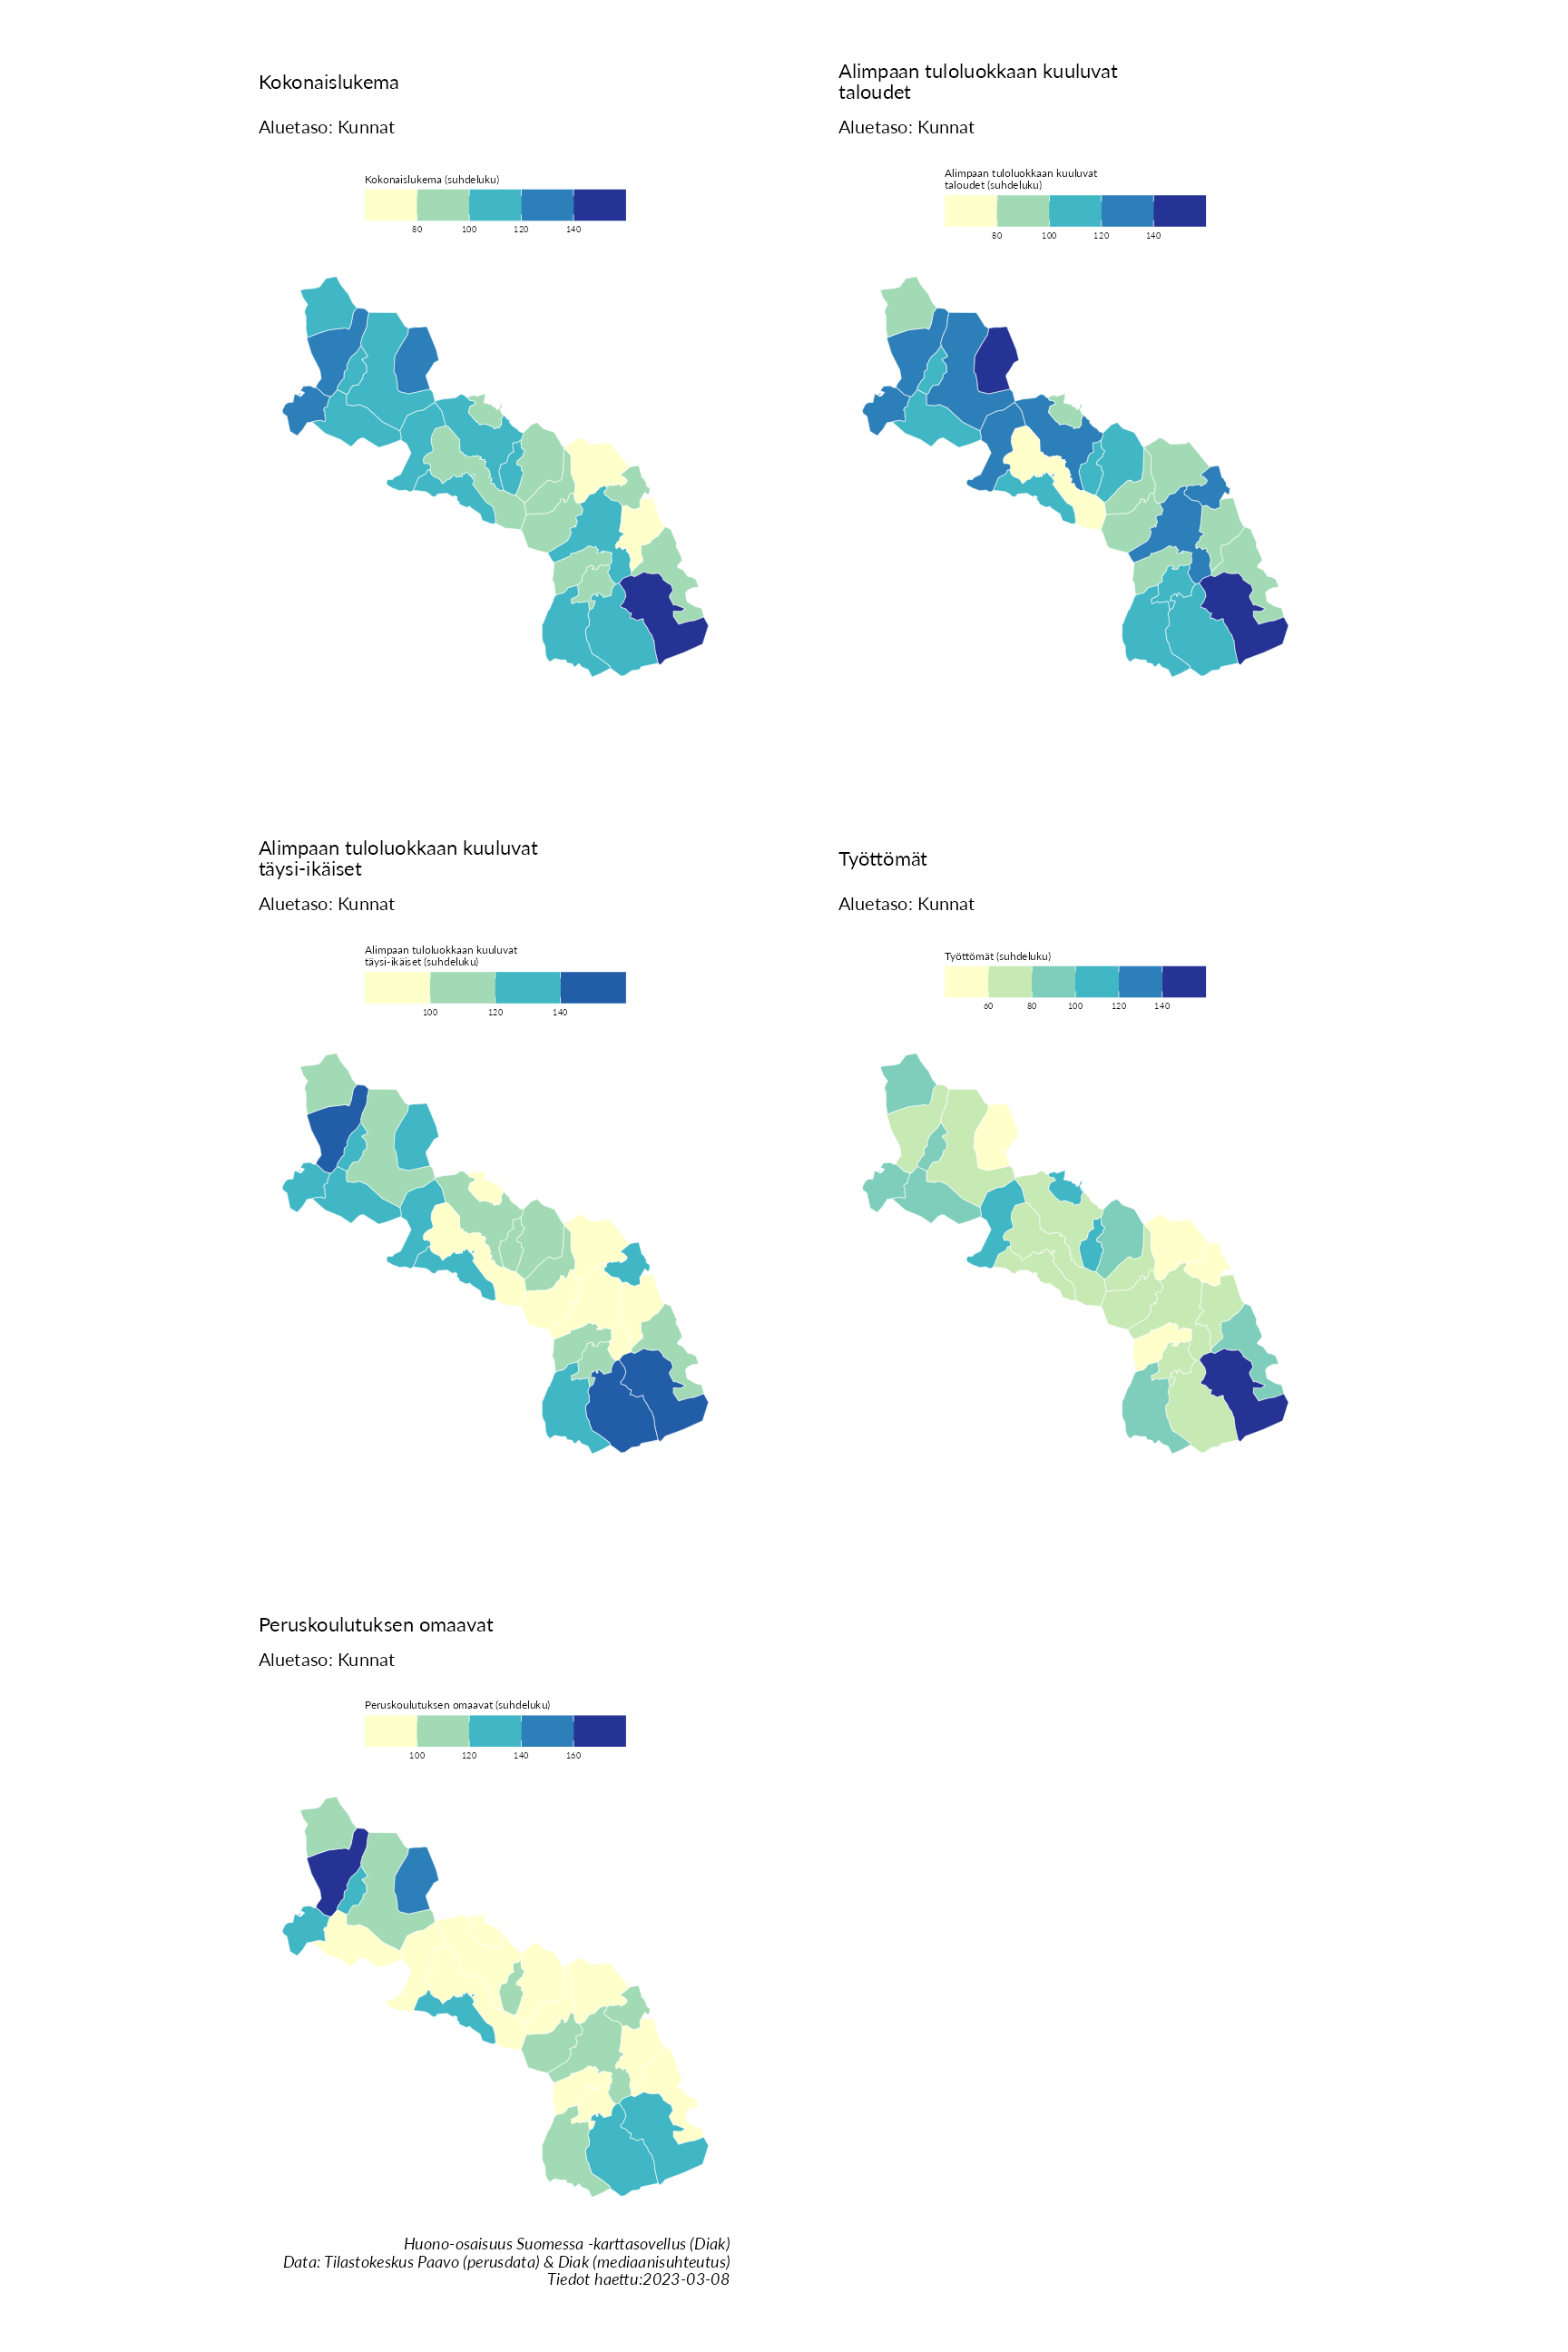 Kokonaislukema
Aluetaso: Kunnat
Kokonaislukema (suhdeluku)
80 100 120 140
Alimpaan tuloluokkaan kuuluvat
taloudet
Aluetaso: Kunnat
Alimpaan tuloluokkaan kuuluvat
taloudet (suhdeluku)
80 100 120 140
Alimpaan tuloluokkaan kuuluvat
täysi-ikäiset
Aluetaso: Kunnat
Alimpaan tuloluokkaan kuuluvat
täysi-ikäiset (suhdeluku)
100 120 140
Työttömät
Aluetaso: Kunnat
Työttömät (suhdeluku)
60 80 100 120 140
Peruskoulutuksen omaavat
Aluetaso: Kunnat
Peruskoulutuksen omaavat (suhdeluku)
100 120 140 160
Huono-osaisuus Suomessa -karttasovellus (Diak)
Data: Tilastokeskus Paavo (perusdata) & Diak (mediaanisuhteutus)
Tiedot haettu:2023-03-08